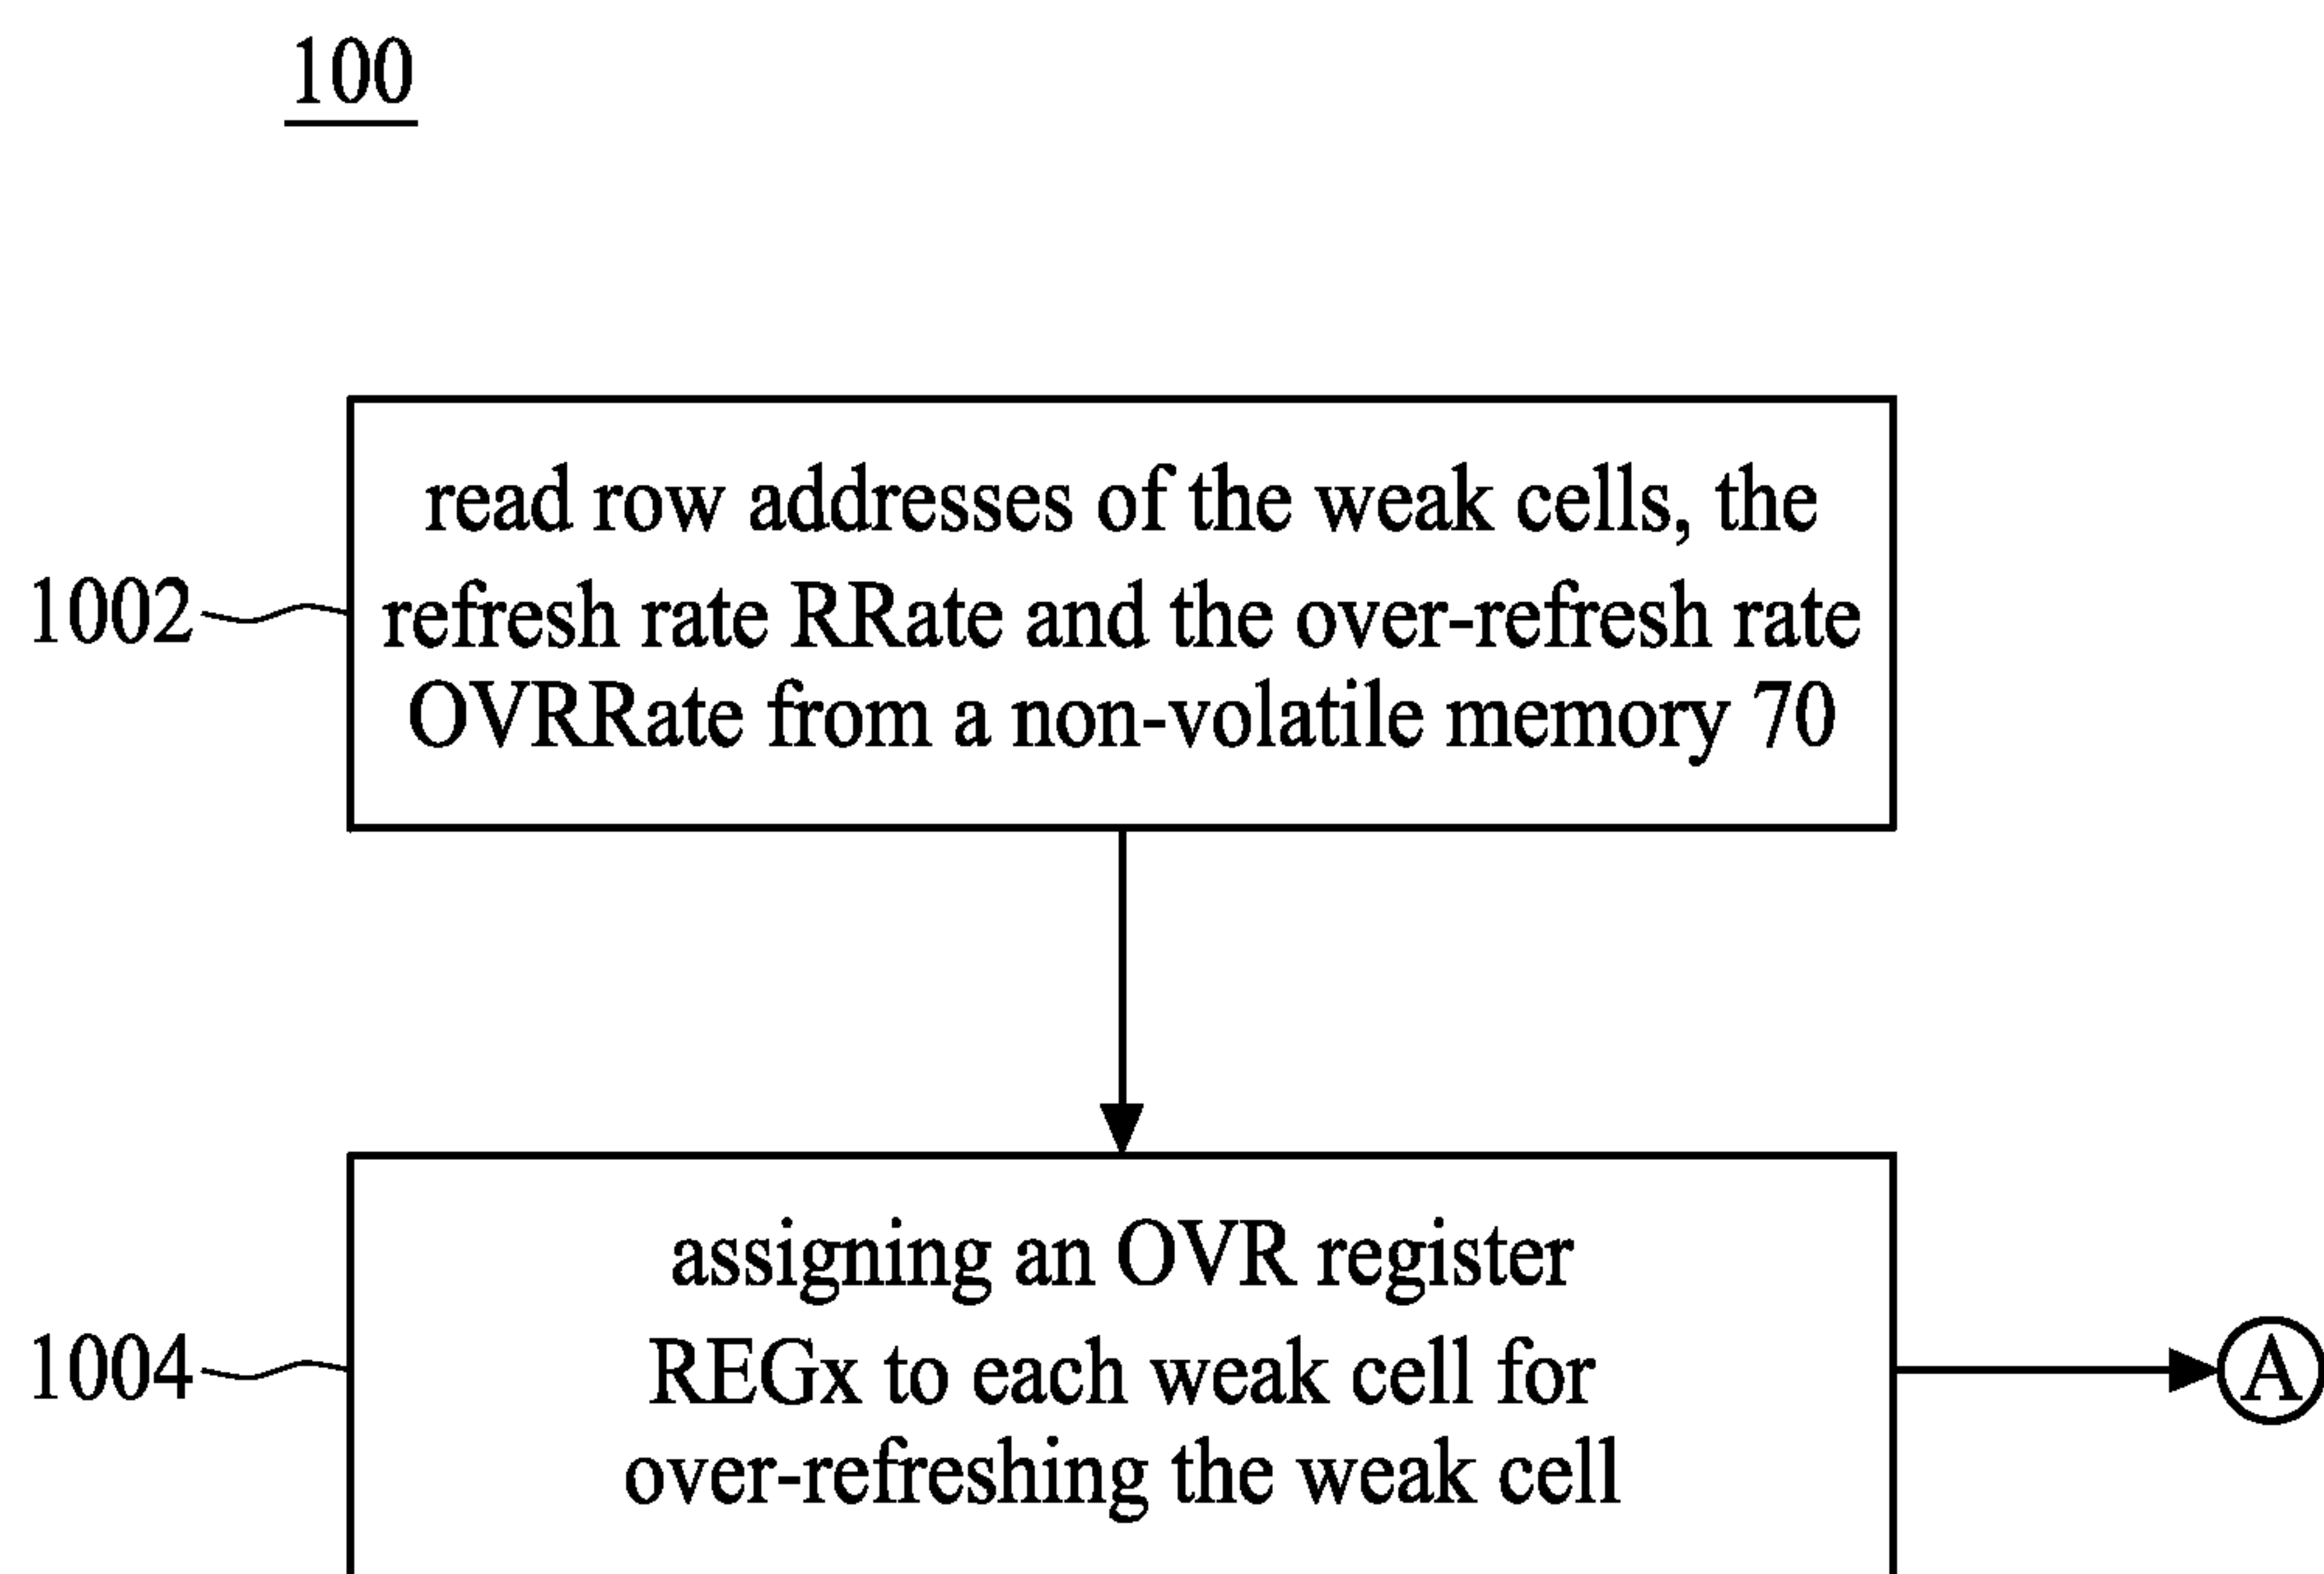 100
read row addresses of the weak cells, the
1002
refresh rate RRate and the over-refresh rate
OVRRate from a non-volatile memory 70
assigning an OVR register
1004
REGx to each weak cell for
A
over-refreshing the weak cell